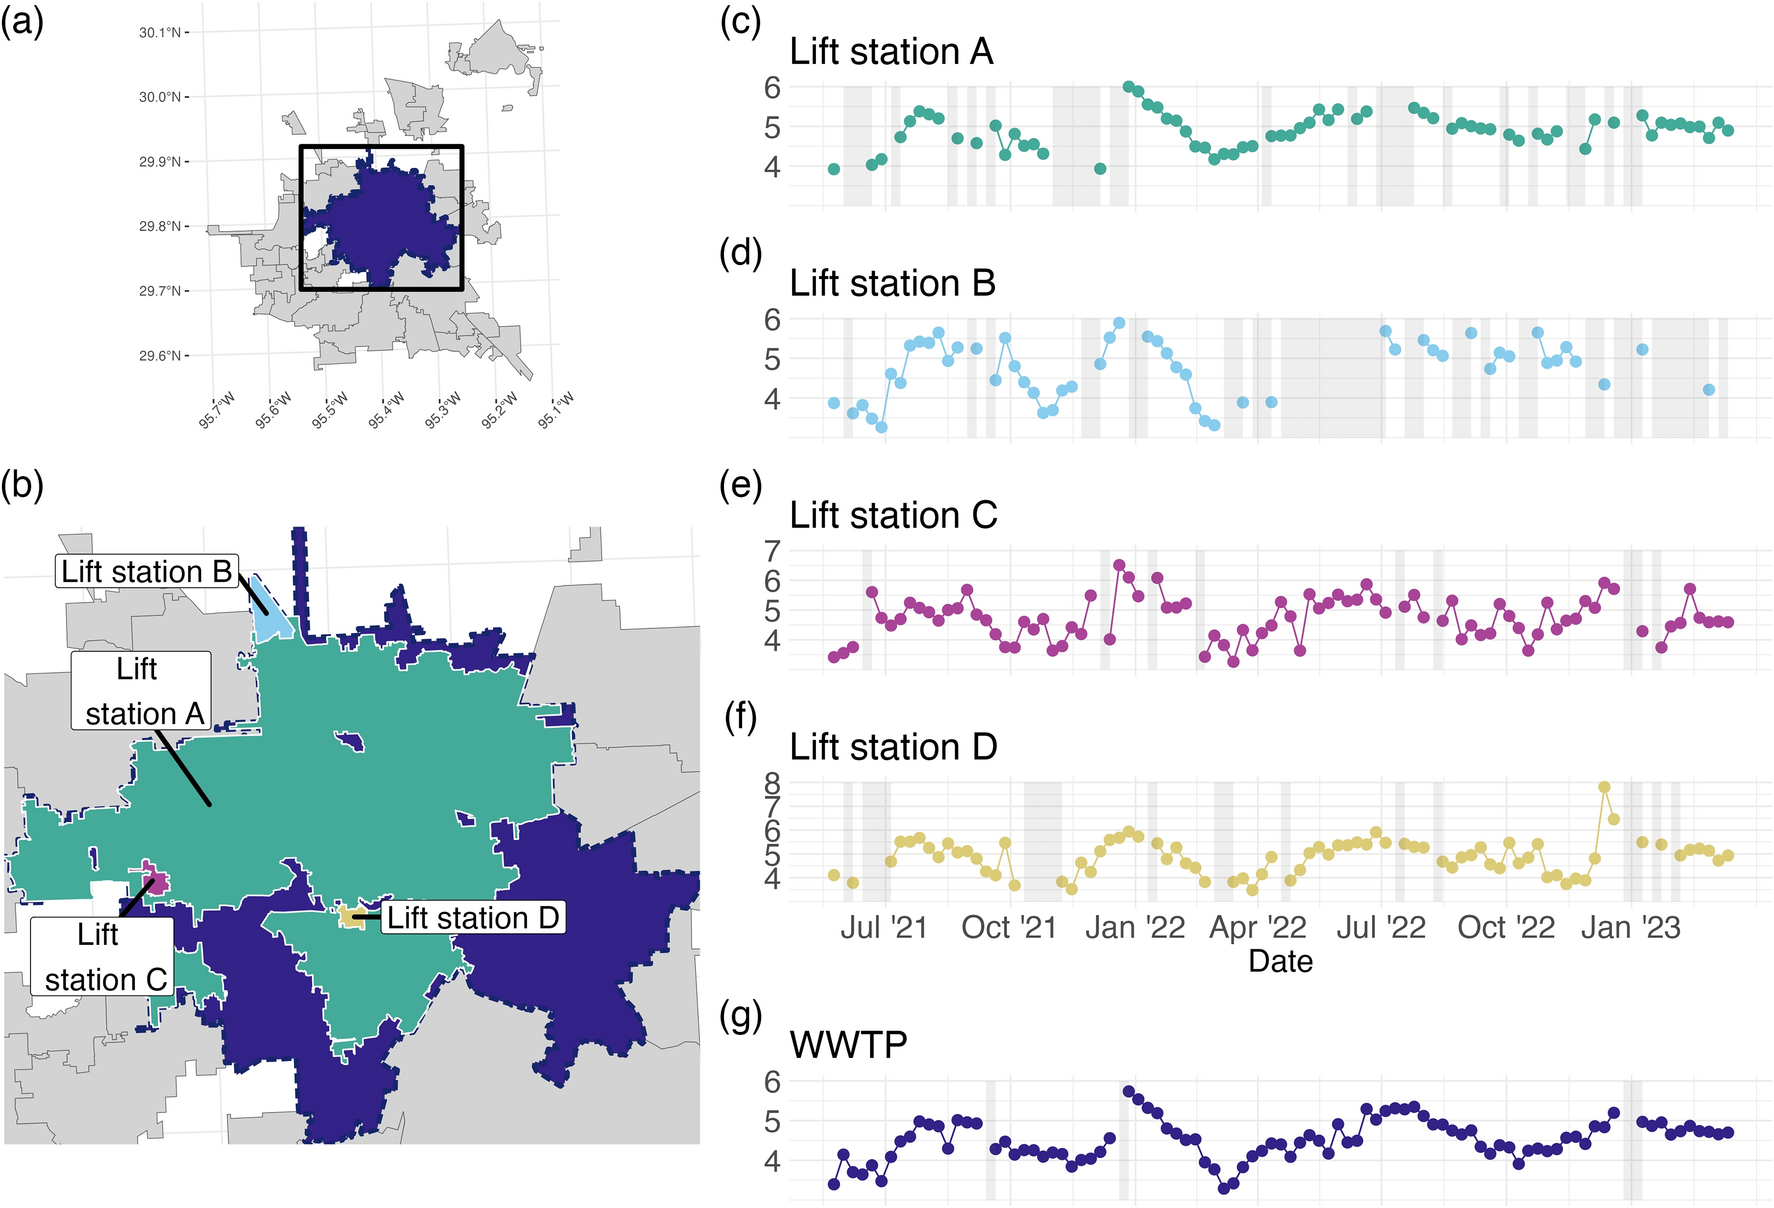 (a)
30.1°N
30.0°N
29.9°N
29.8°N
29.7°N
29.6°N
95.7°W
95.6°W
95.5°W
95.4°W
95.3°W
95.2°W
95.1°W
(b)
Lift station B
Lift
station A
Lift
station C
Lift station D
(c)
Lift station A
6
5
4
(d)
Lift station B
6
5
4
(e)
Lift station C
7
6
5
4
(f)
Lift station D
8
7
6
5
4
Jul '21
Oct '21
Jan '22
Apr '22
Jul '22
Oct '22
Jan '23
Date
(g)
WWTP
6
5
4